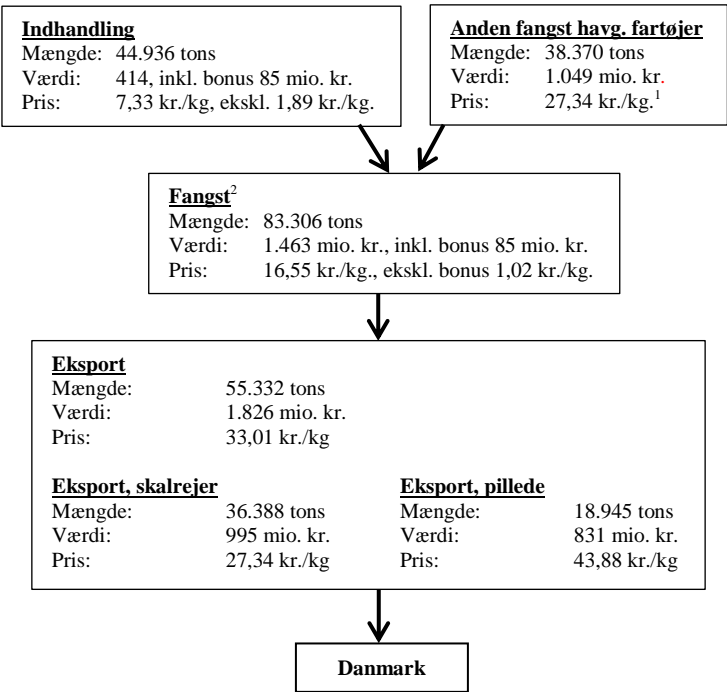 Indhandling
Mængde: 44.936 tons
Værdi: 414, inkl. bonus 85 mio. kr.
Pris: 7,33 kr./kg, ekskl. 1,89 kr./kg.
Anden fangst havg. fartøjer
Mængde: 38.370 tons
Værdi: 1.049 mio. kr.
Pris: 27,34 kr./kg.¹
Fangst²
Mængde: 83.306 tons
Værdi: 1.463 mio. kr., inkl. bonus 85 mio. kr.
Pris: 16,55 kr./kg., ekskl. bonus 1,02 kr./kg.
Eksport
Mængde: 55.332 tons
Værdi: 1.826 mio. kr.
Pris: 33,01 kr./kg
Eksport, skalrejer
Mængde: 36.388 tons
Værdi: 995 mio. kr.
Pris: 27,34 kr./kg
Eksport, pillede
Mængde: 18.945 tons
Værdi: 831 mio. kr.
Pris: 43,88 kr./kg
Danmark